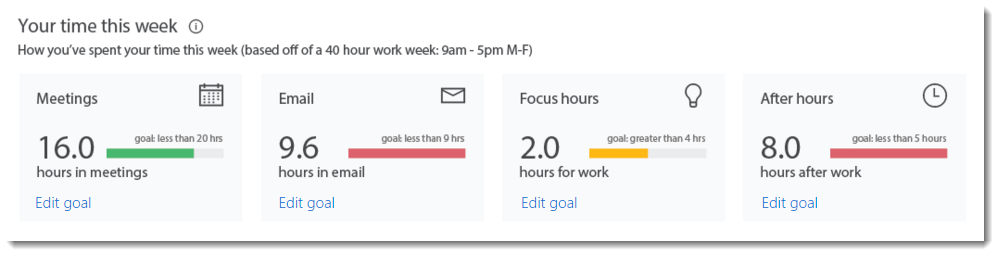 Your time this week
How you've spent your time this week (based off of a 40 hour work week: 9am - 5pm M-F)
Meetings
goal: less than 20 hrs
16.0
hours in meetings
Edit goal
Email
goal: less than 9 hrs
9.6
hours in email
Edit goal
Focus hours
goal: greater than 4 hrs
2.0
hours for work
Edit goal
After hours
goal: less than 5 hours
8.0
hours after work
Edit goal